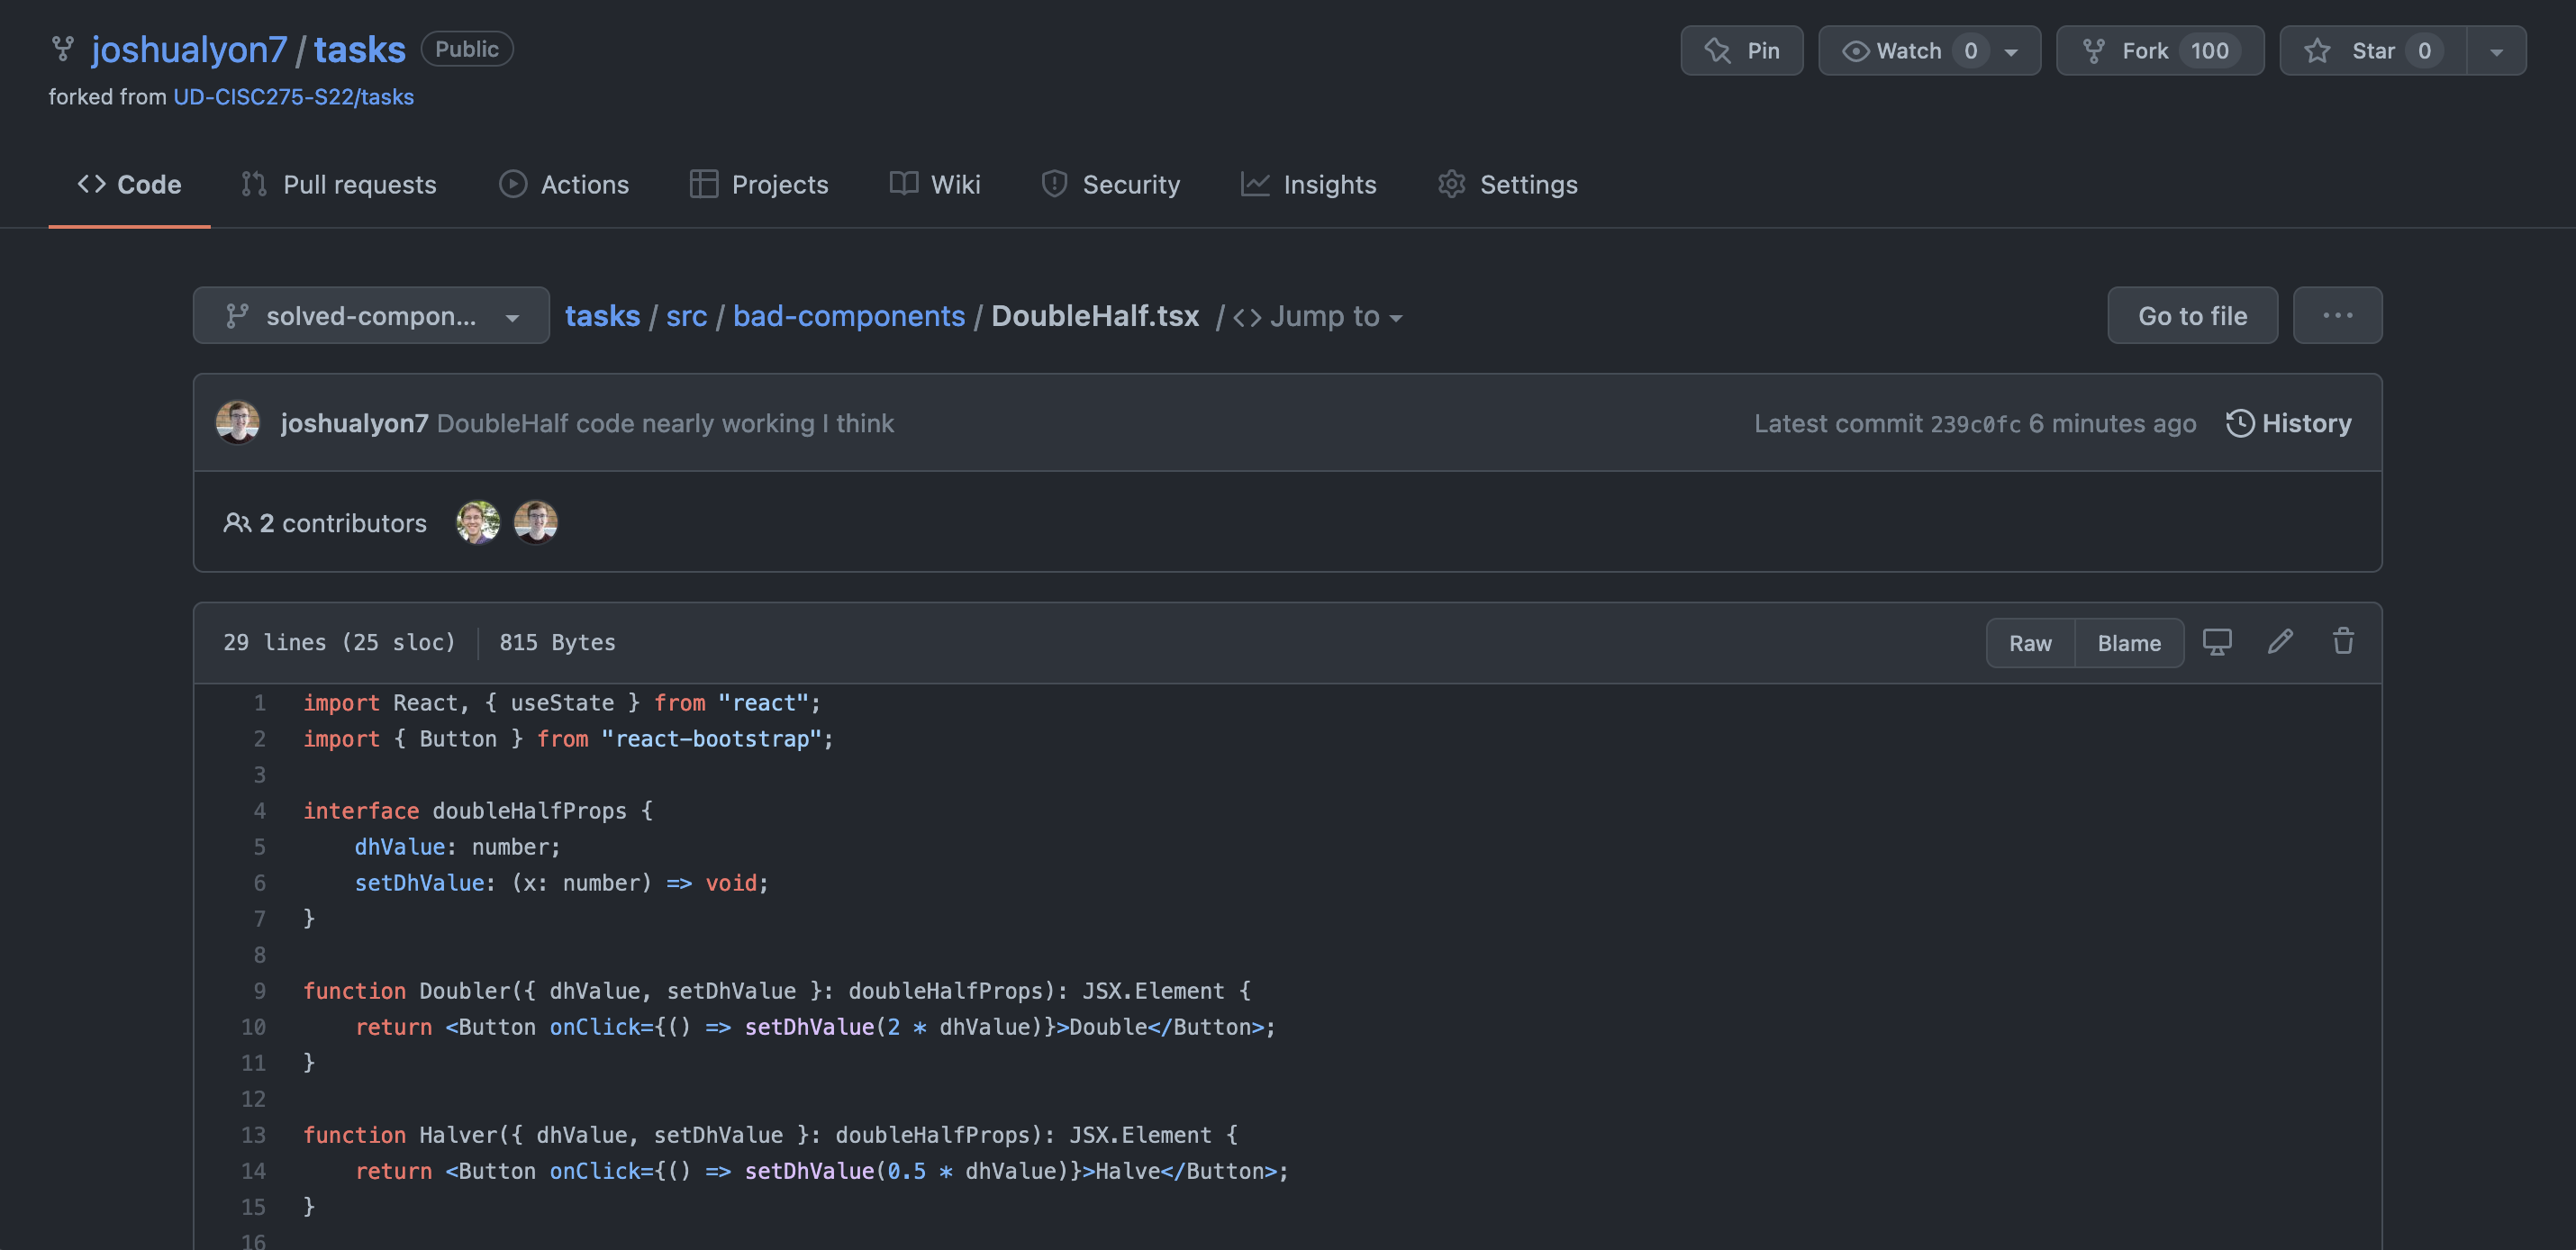 joshualyon7 / tasks Public Pin Watch 0 Fork 100 Star 0
forked from UD-CISC275-S22/tasks
Code Pull requests Actions Projects Wiki Security Insights Settings
solved-compon... tasks / src / bad-components / DoubleHalf.tsx / <> Jump to Go to file ...
joshualyon7 DoubleHalf code nearly working I think Latest commit 239c0fc 6 minutes ago History
2 contributors
29 lines (25 sloc) 815 Bytes Raw Blame
1 import React, { useState } from "react";
2 import { Button } from "react-bootstrap";
3
4 interface doubleHalfProps {
5     dhValue: number;
6     setDhValue: (x: number) => void;
7 }
8
9 function Doubler({ dhValue, setDhValue }: doubleHalfProps): JSX.Element {
10     return <Button onClick={() => setDhValue(2 * dhValue)}>Double</Button>;
11 }
12
13 function Halver({ dhValue, setDhValue }: doubleHalfProps): JSX.Element {
14     return <Button onClick={() => setDhValue(0.5 * dhValue)}>Halve</Button>;
15 }
16